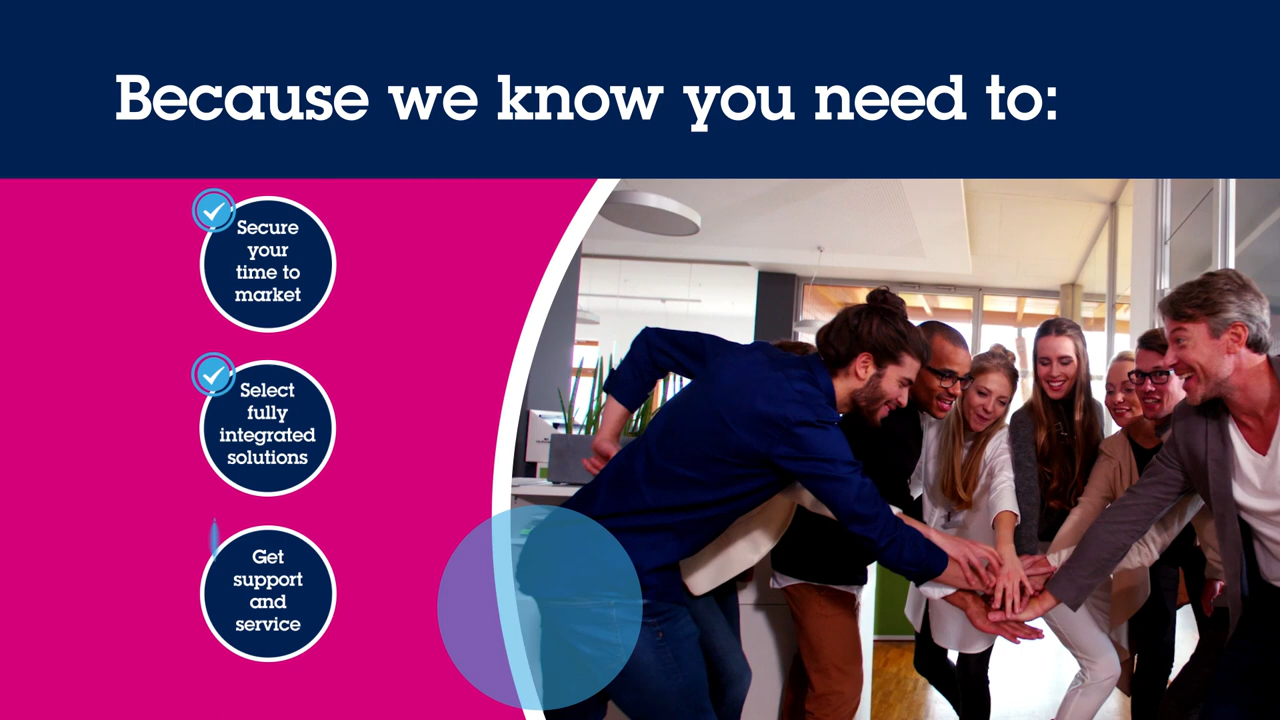 Because we know you need to:
Secure
your
time to
market
Select
fully
integrated
solutions
Get
support
and
service